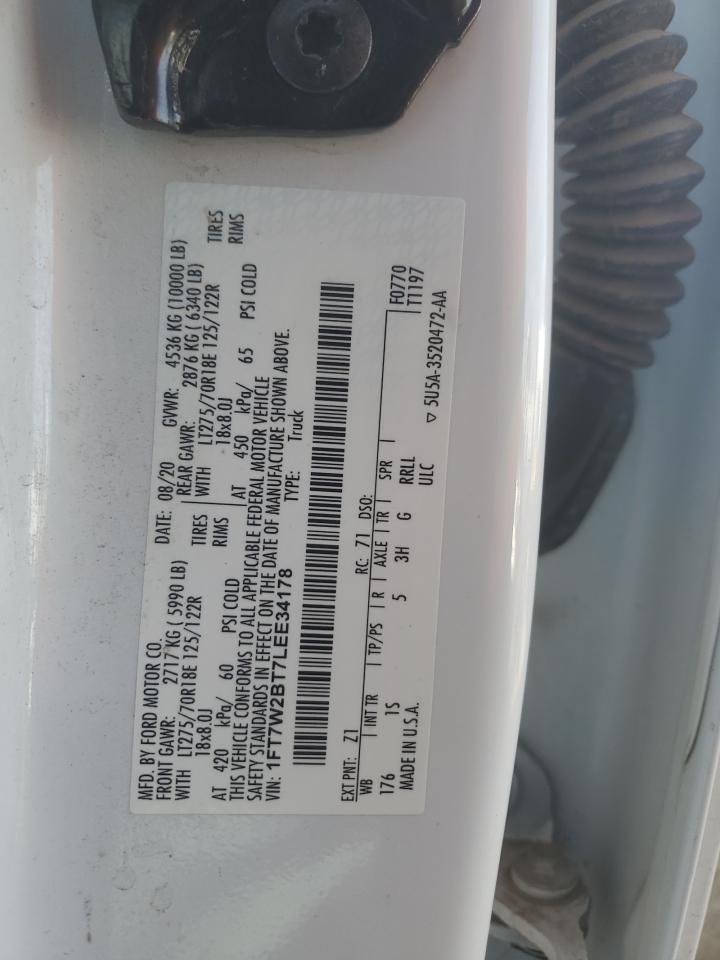 MFD. BY FORD MOTOR CO.
DATE: 08/20 GVWR: 4536 KG (10000 LB)
FRONT GAWR: 2717 KG ( 5990 LB) REAR GAWR: 2876 KG ( 6340 LB)
WITH LT275/70R18E 125/122R TIRES WITH LT275/70R18E 125/122R TIRES
18x8.0J RIMS 18x8.0J RIMS
AT 420 kPa/ 60 PSI COLD AT 450 kPa/ 65 PSI COLD
THIS VEHICLE CONFORMS TO ALL APPLICABLE FEDERAL MOTOR VEHICLE
SAFETY STANDARDS IN EFFECT ON THE DATE OF MANUFACTURE SHOWN ABOVE.
VIN: 1FT7W2BT7LEE34178 TYPE: Truck
EXT PNT: Z1 RC: Z1 DSO: F0770
WB INT TR TP/PS R AXLE TR SPR T1197
176 1S 5 3H G RRLL
MADE IN U.S.A. ULC
▽ 5U5A-3520472-AA